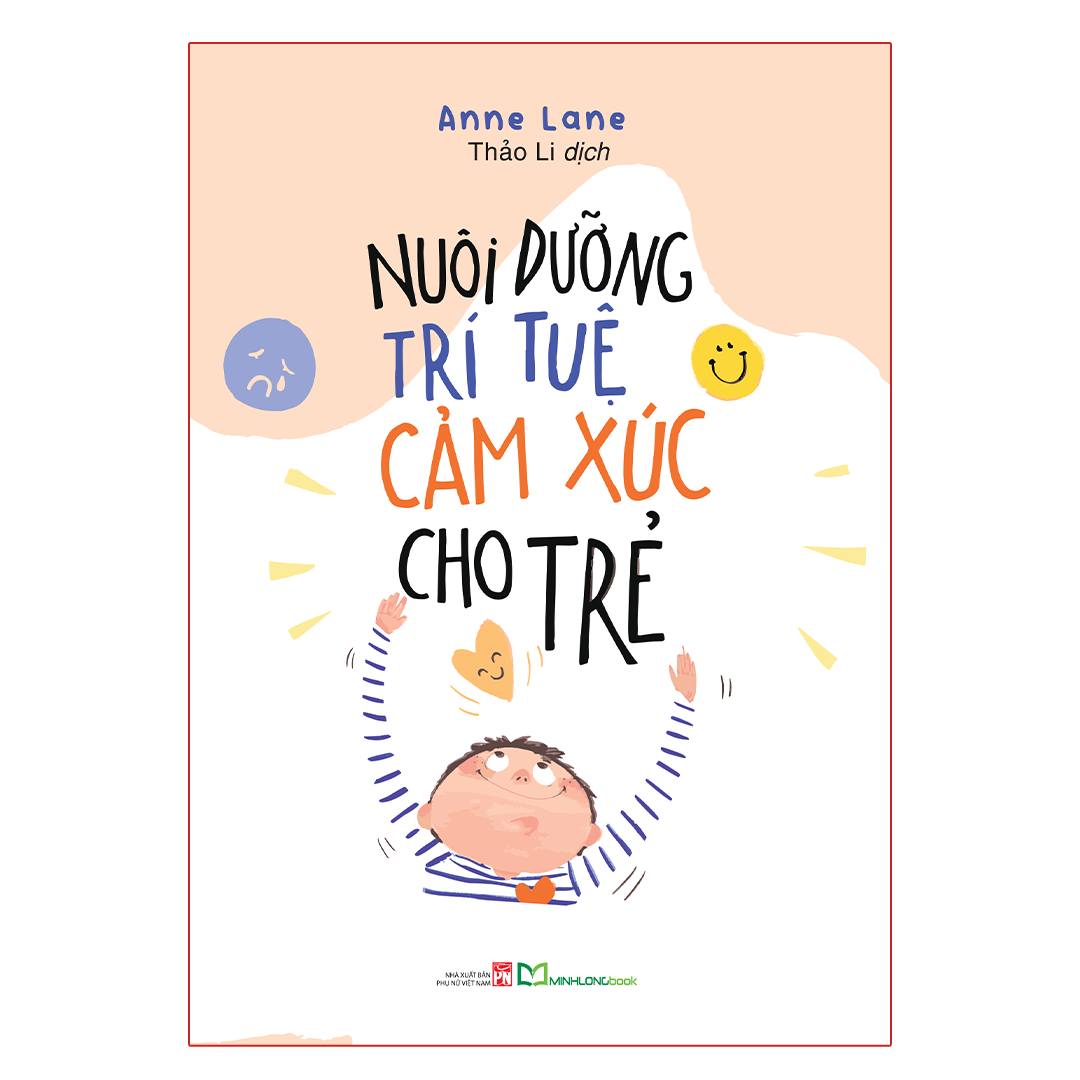 Anne Lane
Thảo Li dịch
NUÔi DƯỠNG
TRÍ TUỆ
CẢM XÚC
CHO TRẺ
NHÀ XUẤT BẢN
PHỤ NỮ VIỆT NAM
PN
MINHLONGbook